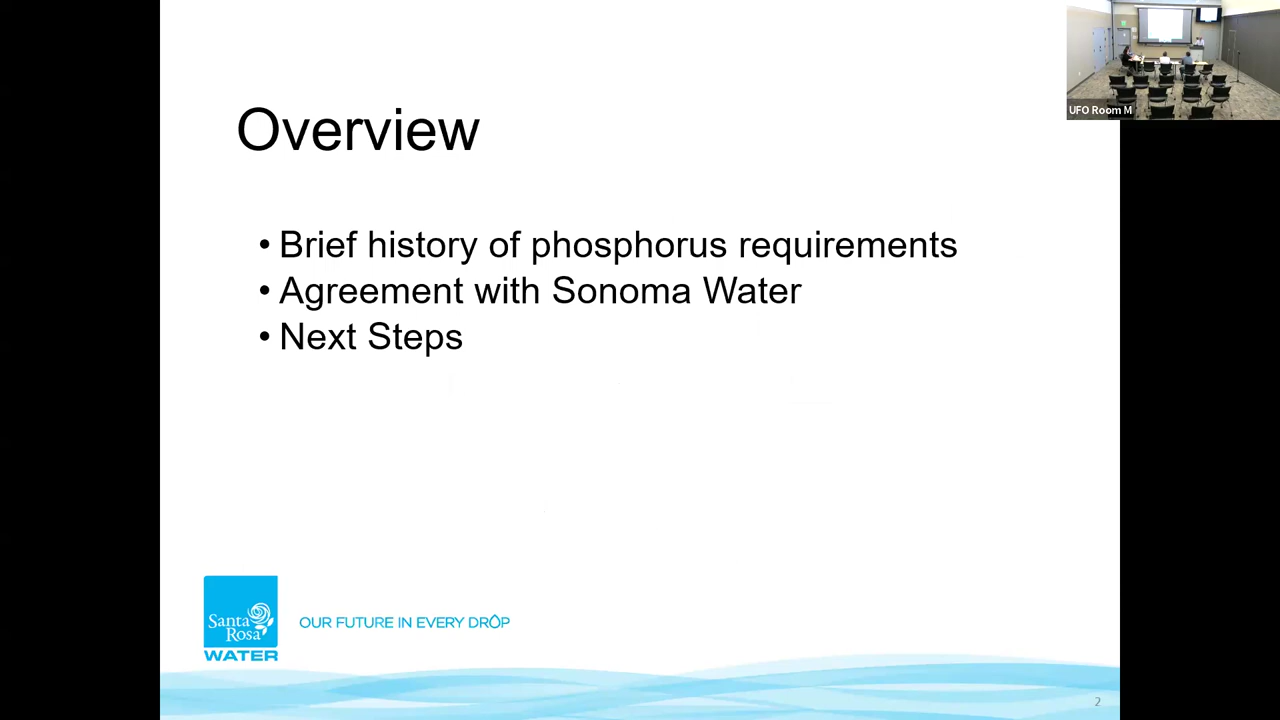 UFO Room M
Overview
• Brief history of phosphorus requirements
• Agreement with Sonoma Water
• Next Steps
Santa
Rosa
WATER
OUR FUTURE IN EVERY DROP
2